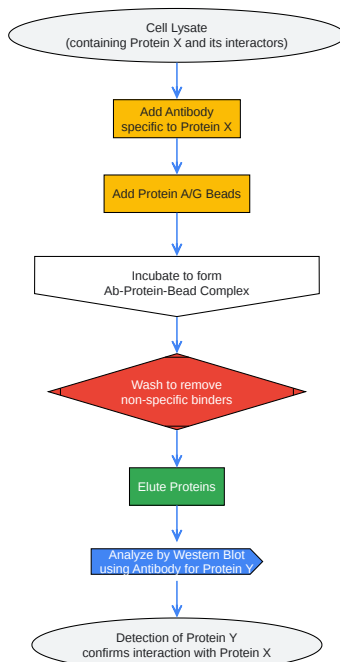 Cell Lysate
(containing Protein X and its interactors)
Add Antibody
specific to Protein X
Add Protein A/G Beads
Incubate to form
Ab-Protein-Bead Complex
Wash to remove
non-specific binders
Elute Proteins
Analyze by Western Blot
using Antibody for Protein Y
Detection of Protein Y
confirms interaction with Protein X